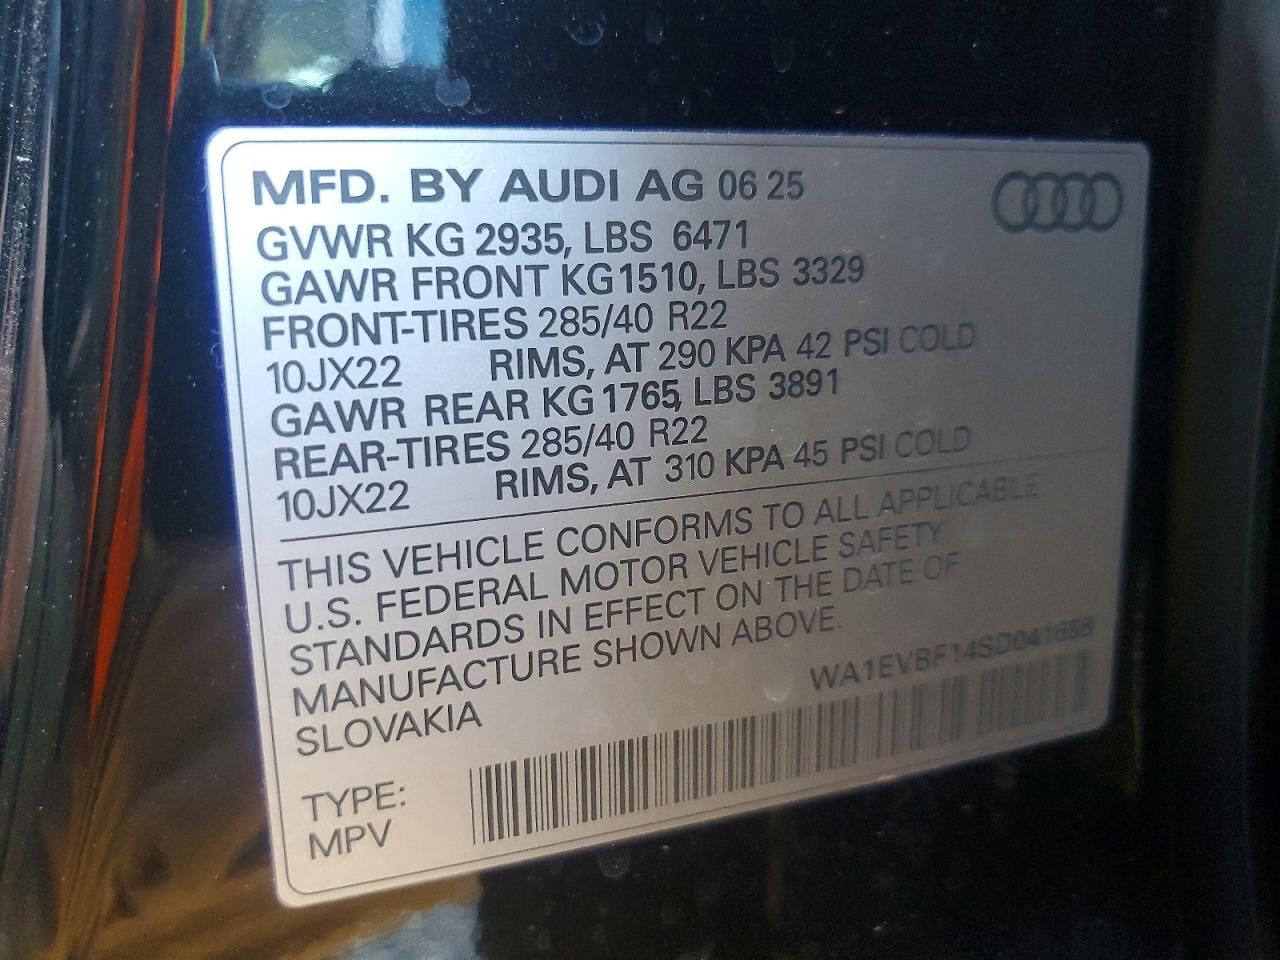 MFD. BY AUDI AG 06 25
GVWR KG 2935, LBS 6471
GAWR FRONT KG 1510, LBS 3329
FRONT-TIRES 285/40 R22
10JX22 RIMS, AT 290 KPA 42 PSI COLD
GAWR REAR KG 1765, LBS 3891
REAR-TIRES 285/40 R22
10JX22 RIMS, AT 310 KPA 45 PSI COLD
THIS VEHICLE CONFORMS TO ALL APPLICABLE
U.S. FEDERAL MOTOR VEHICLE SAFETY
STANDARDS IN EFFECT ON THE DATE OF
MANUFACTURE SHOWN ABOVE.
SLOVAKIA
WA1EVBF14SD041658
TYPE:
MPV